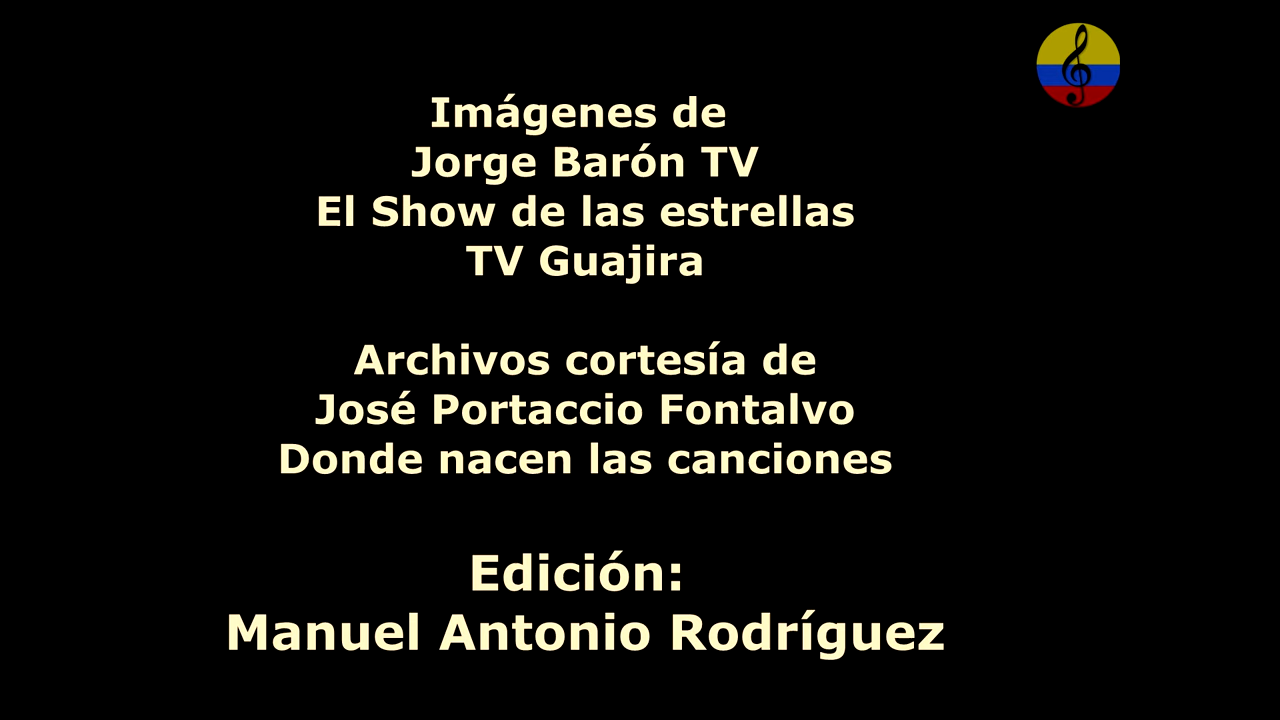 Imágenes de
Jorge Barón TV
El Show de las estrellas
TV Guajira
Archivos cortesía de
José Portaccio Fontalvo
Donde nacen las canciones
Edición:
Manuel Antonio Rodríguez